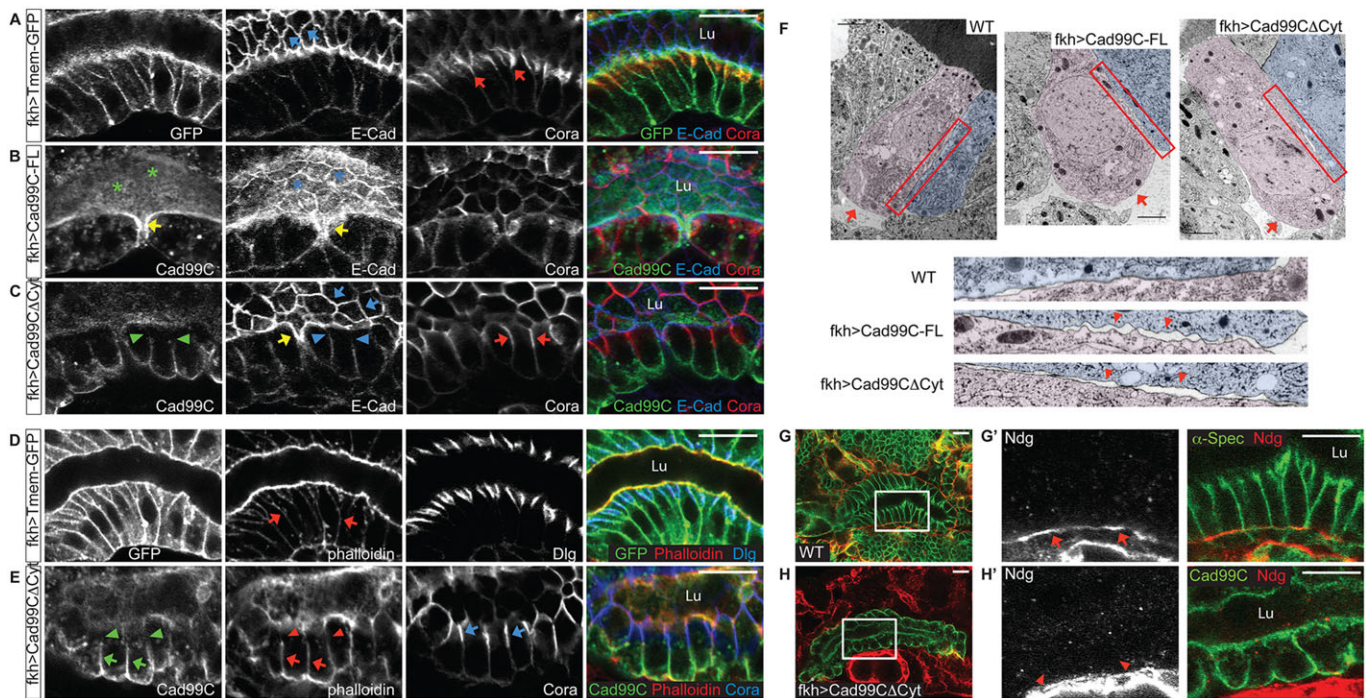 A
fkh>Tmem-GFP
GFP
E-Cad
Cora
Lu
GFP E-Cad Cora
B
fkh>Cad99C-FL
* *
Cad99C
E-Cad
Cora
Lu
Cad99C E-Cad Cora
C
fkh>Cad99CΔCyt
Cad99C
E-Cad
Cora
Lu
Cad99C E-Cad Cora
D
fkh>Tmem-GFP
GFP
phalloidin
Dlg
Lu
GFP Phalloidin Dlg
E
fkh>Cad99CΔCyt
Cad99C
phalloidin
Cora
Lu
Cad99C Phalloidin Cora
F
WT
fkh>Cad99C-FL
fkh>Cad99CΔCyt
WT
fkh>Cad99C-FL
fkh>Cad99CΔCyt
G
WT
G’
Ndg
α-Spec Ndg
Lu
H
fkh>Cad99CΔCyt
H’
Ndg
Cad99C Ndg
Lu